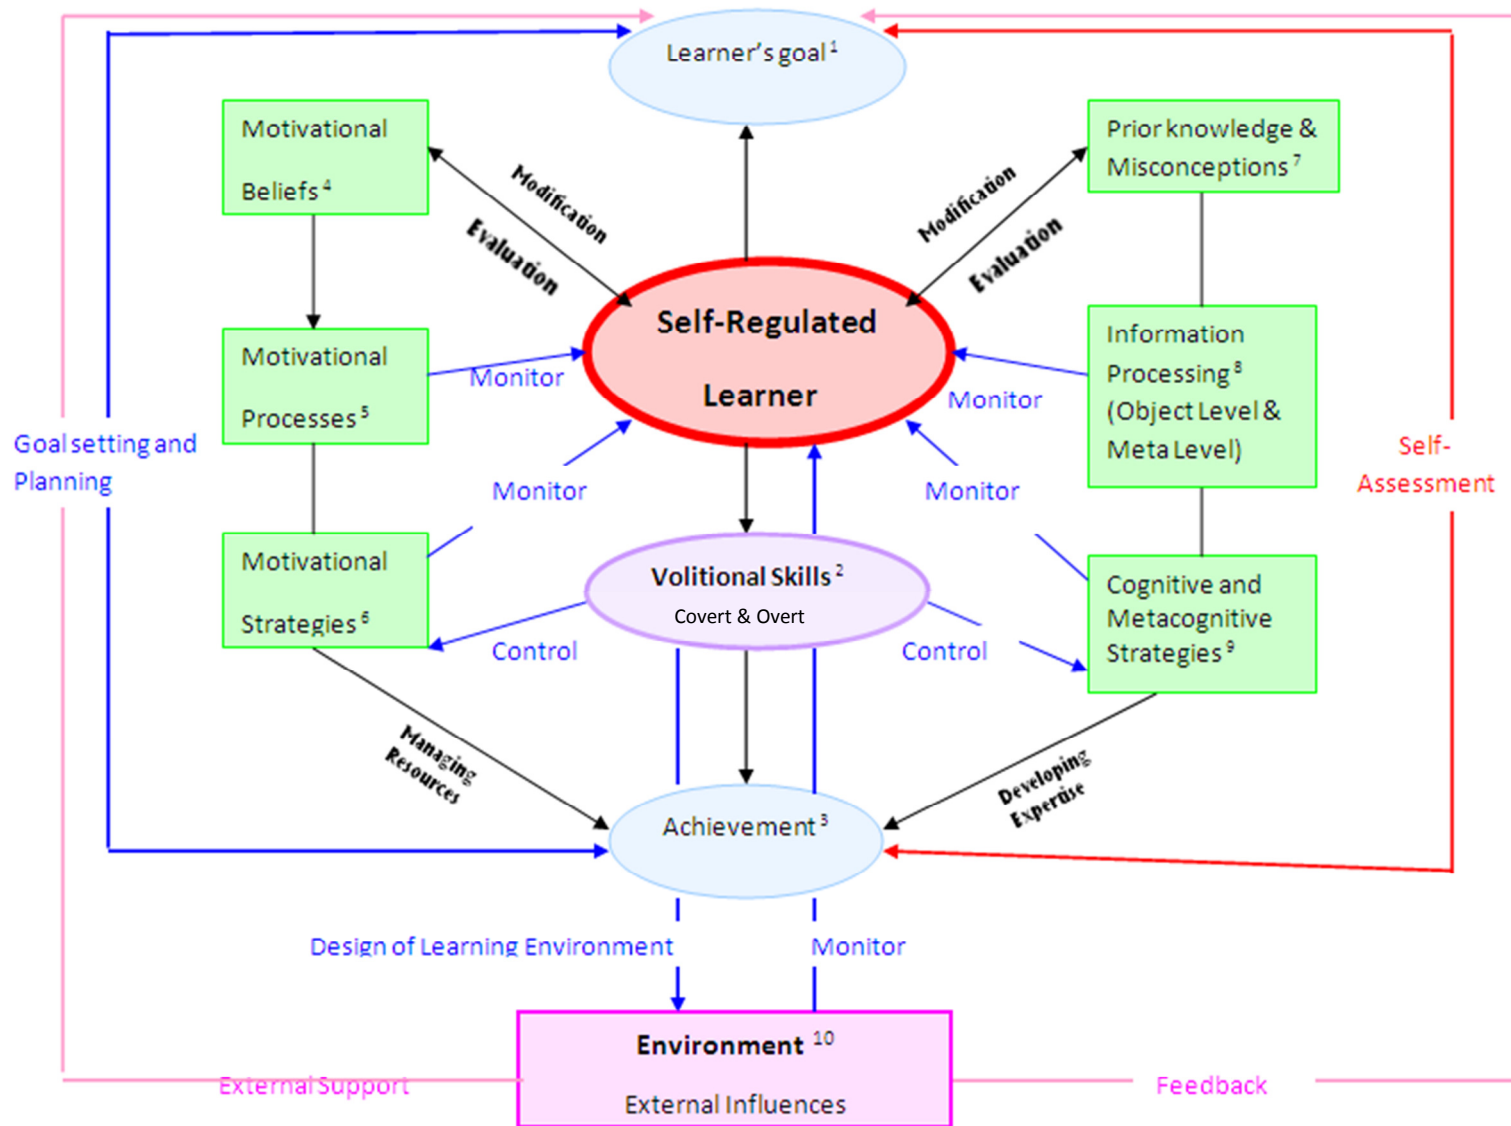 Learner's goal 1
Motivational
Beliefs 4
Modification
Evaluation
Modification
Evaluation
Prior knowledge &
Misconceptions 7
Self-Regulated
Learner
Motivational
Processes 5
Monitor
Monitor
Information
Processing 8
(Object Level &
Meta Level)
Goal setting and
Planning
Self-
Assessment
Monitor
Monitor
Motivational
Strategies 6
Volitional Skills 2
Covert & Overt
Control
Control
Cognitive and
Metacognitive
Strategies 9
Managing
Resources
Developing
Expertise
Achievement 3
Design of Learning Environment
Monitor
Environment 10
External Influences
External Support
Feedback